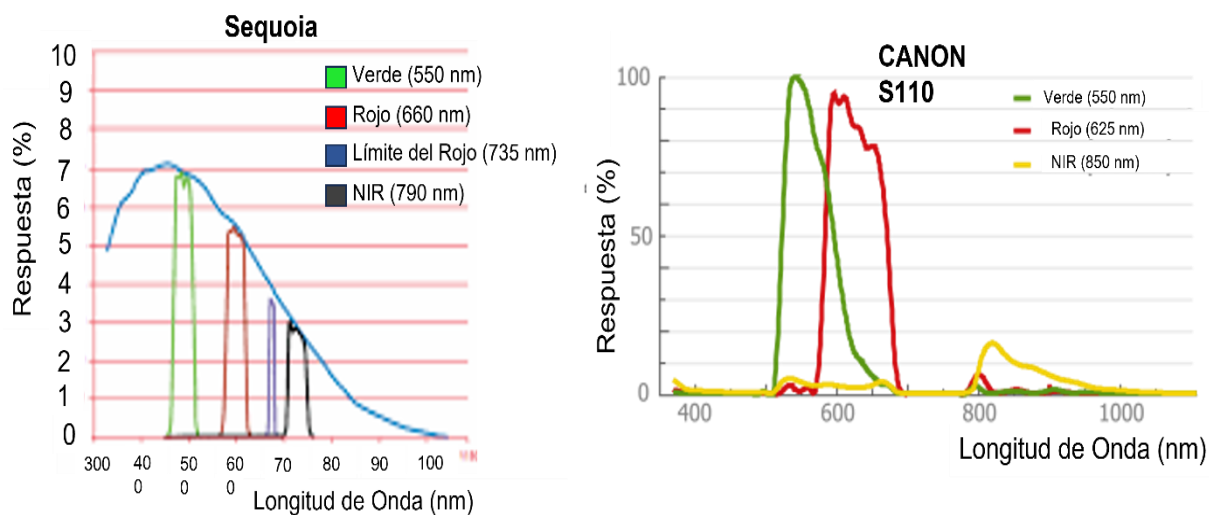 Sequoia
10
9
8
7
6
5
4
3
2
1
0
Respuesta (%)
Verde (550 nm)
Rojo (660 nm)
Límite del Rojo (735 nm)
NIR (790 nm)
300 40 50 60 70 90 100
0 0 0
Longitud de Onda (nm)
CANON
S110
100
50
0
Respuesta (%)
Verde (550 nm)
Rojo (625 nm)
NIR (850 nm)
400 600 800 1000
Longitud de Onda (nm)